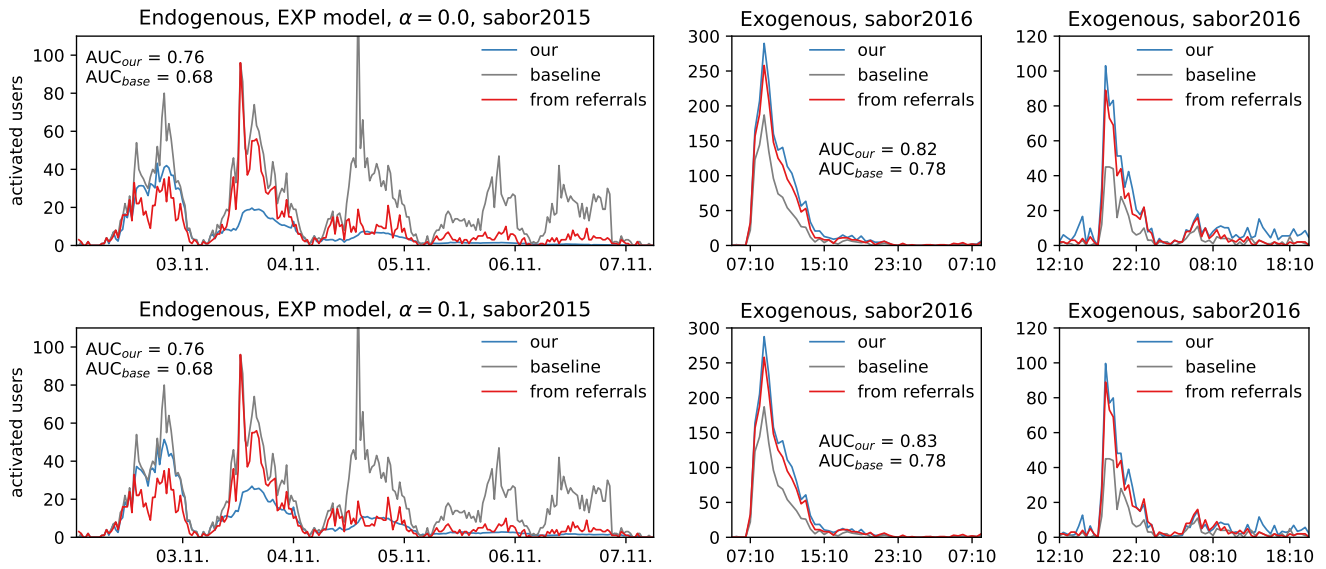 Endogenous, EXP model, α = 0.0, sabor2015
activated users
100
80
60
40
20
0
AUC_our = 0.76
AUC_base = 0.68
our
baseline
from referrals
03.11.
04.11.
05.11.
06.11.
07.11.
Exogenous, sabor2016
300
250
200
150
100
50
0
our
baseline
from referrals
AUC_our = 0.82
AUC_base = 0.78
07:10
15:10
23:10
07:10
Exogenous, sabor2016
120
100
80
60
40
20
0
our
baseline
from referrals
12:10
22:10
08:10
18:10
Endogenous, EXP model, α = 0.1, sabor2015
activated users
100
80
60
40
20
0
AUC_our = 0.76
AUC_base = 0.68
our
baseline
from referrals
03.11.
04.11.
05.11.
06.11.
07.11.
Exogenous, sabor2016
300
250
200
150
100
50
0
our
baseline
from referrals
AUC_our = 0.83
AUC_base = 0.78
07:10
15:10
23:10
07:10
Exogenous, sabor2016
120
100
80
60
40
20
0
our
baseline
from referrals
12:10
22:10
08:10
18:10